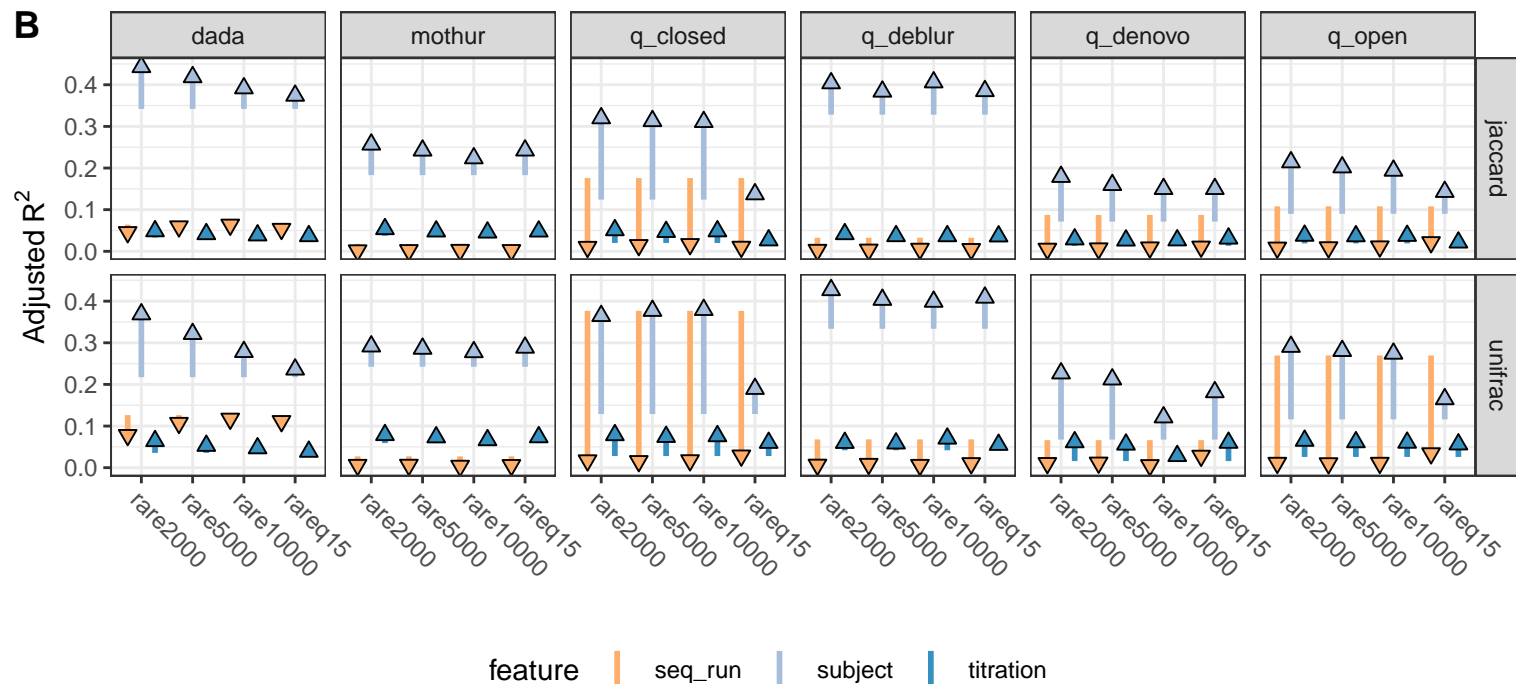 B
dada mothur q_closed q_deblur q_denovo q_open
Adjusted R²
0.4
0.3
0.2
0.1
0.0
jaccard
0.4
0.3
0.2
0.1
0.0
unifrac
rare2000 rare5000 rare10000 rareq15 rare2000 rare5000 rare10000 rareq15 rare2000 rare5000 rare10000 rareq15 rare2000 rare5000 rare10000 rareq15 rare2000 rare5000 rare10000 rareq15 rare2000 rare5000 rare10000 rareq15
feature seq_run subject titration